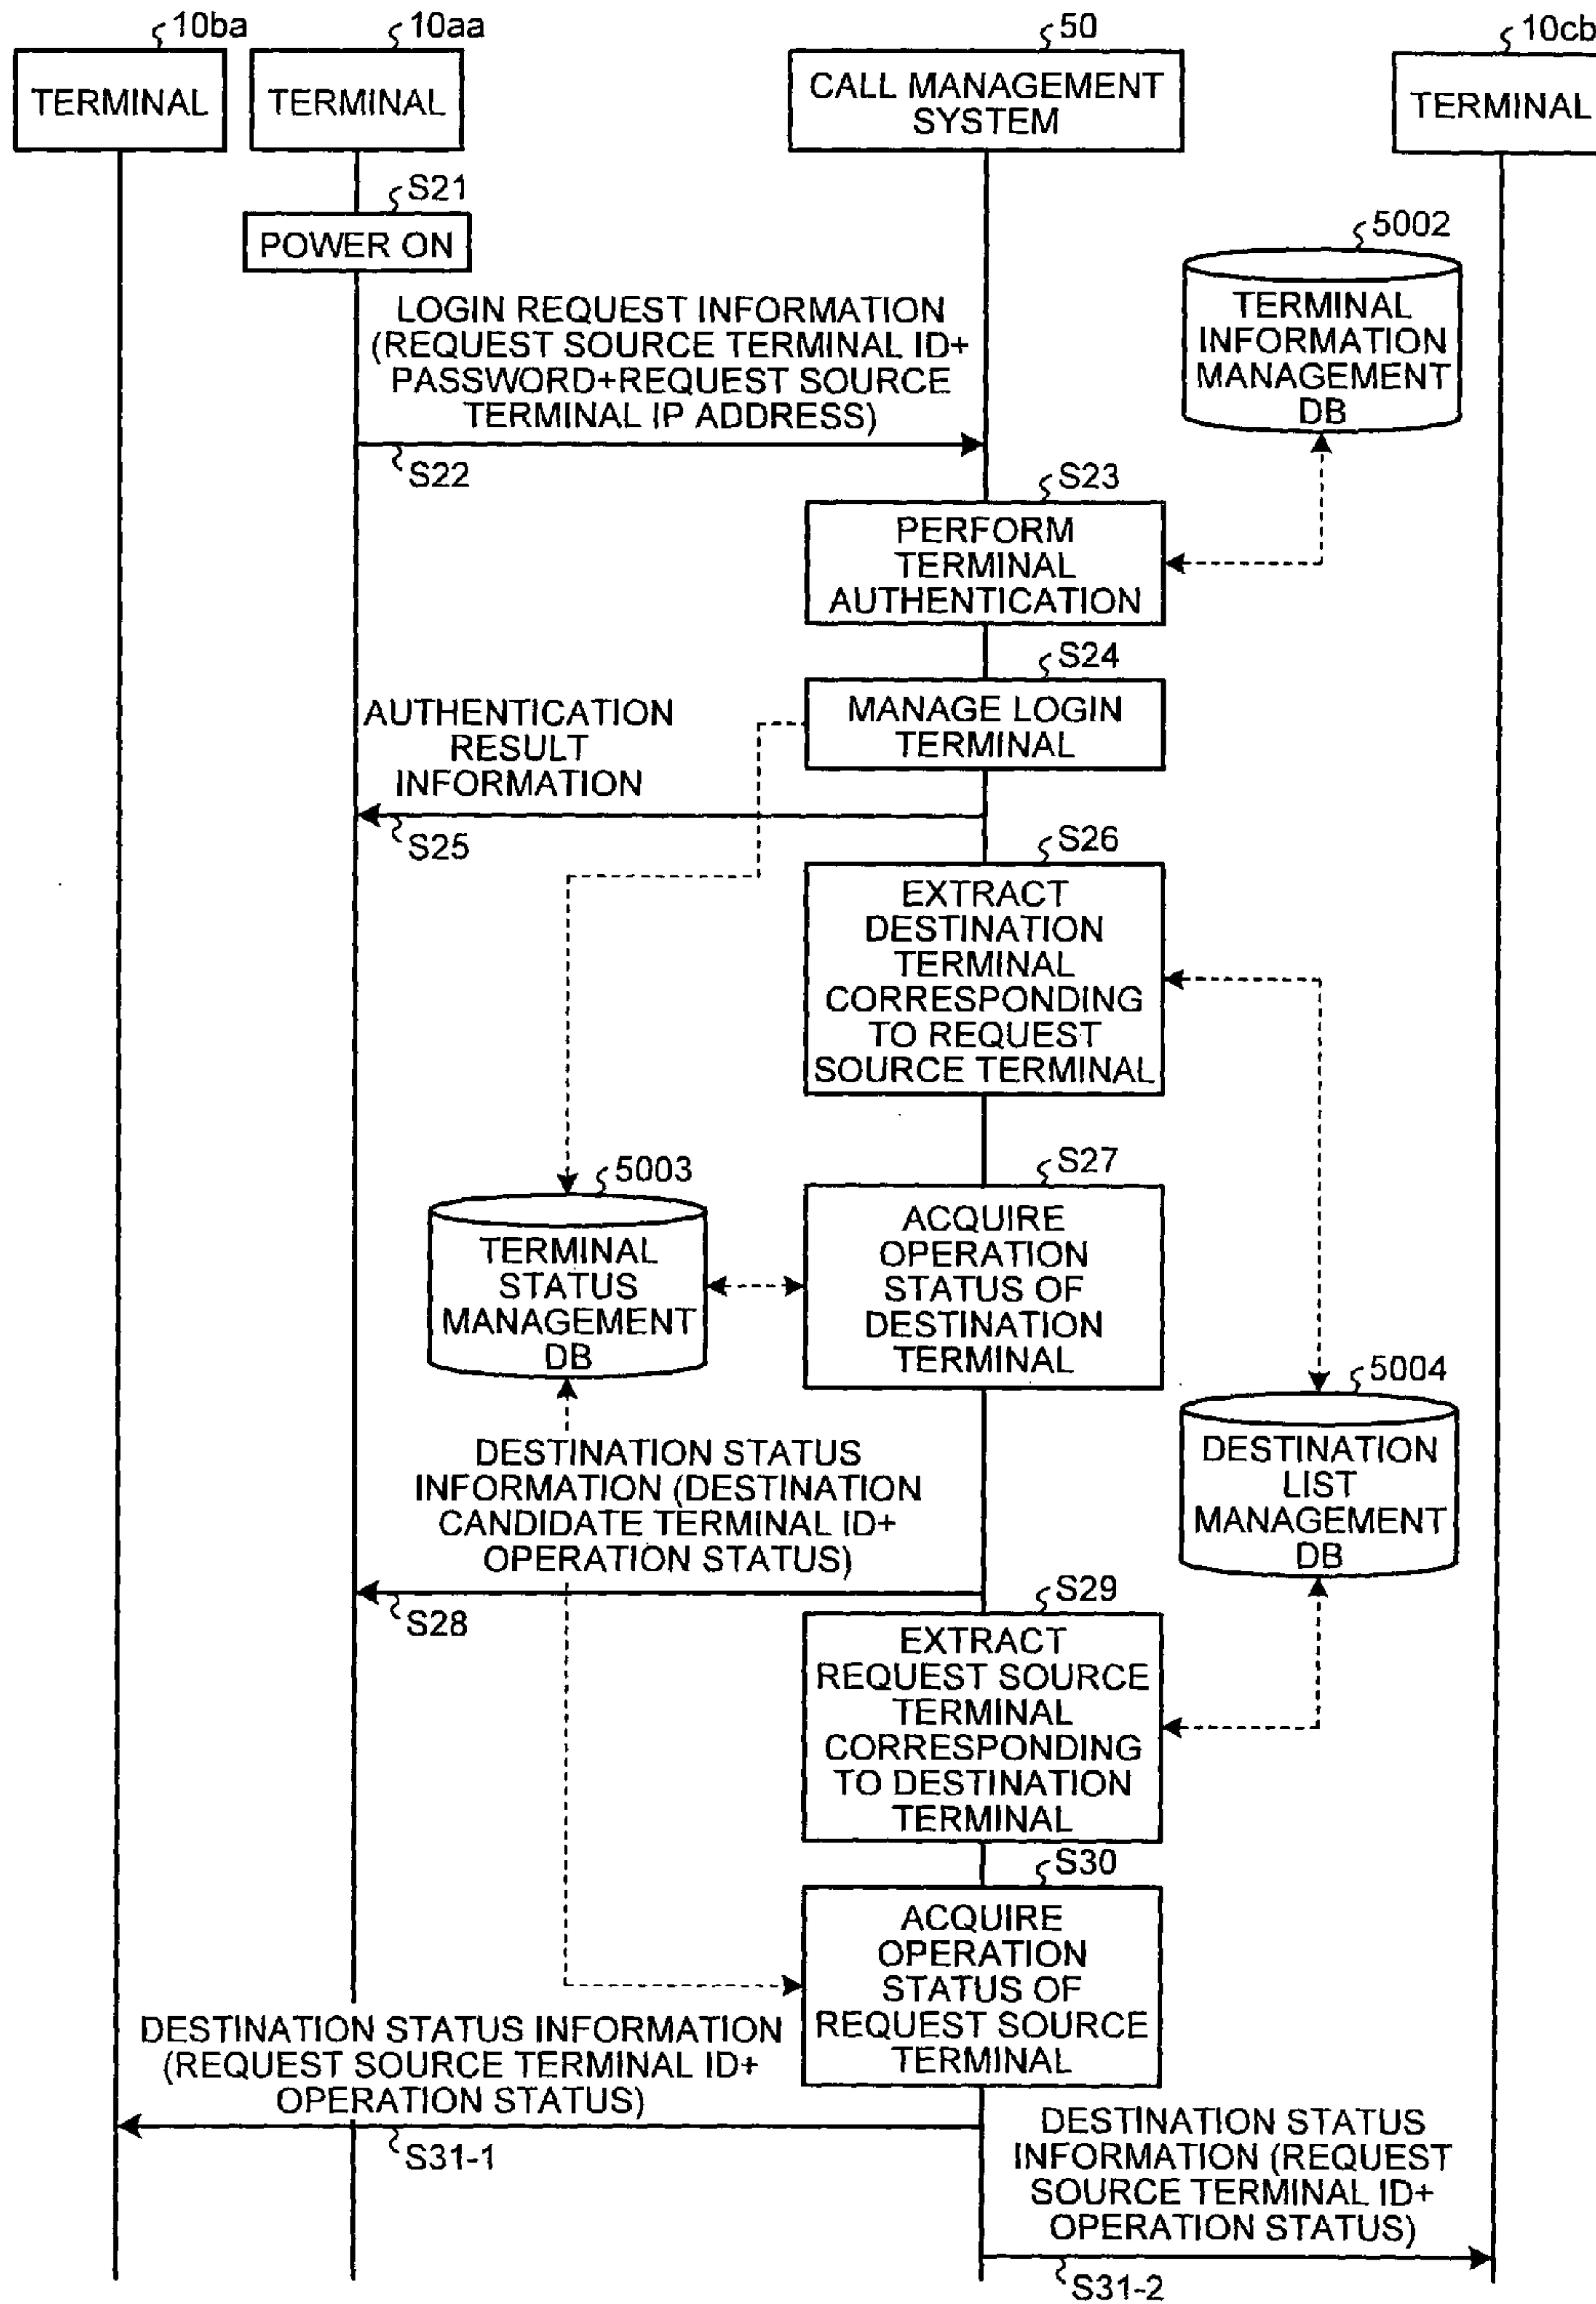 10ba
10aa
50
10cb
TERMINAL
TERMINAL
CALL MANAGEMENT
SYSTEM
TERMINAL
S21
POWER ON
5002
TERMINAL
INFORMATION
MANAGEMENT
DB
LOGIN REQUEST INFORMATION
(REQUEST SOURCE TERMINAL ID+
PASSWORD+REQUEST SOURCE
TERMINAL IP ADDRESS)
S22
S23
PERFORM
TERMINAL
AUTHENTICATION
S24
MANAGE LOGIN
TERMINAL
AUTHENTICATION
RESULT
INFORMATION
S25
S26
EXTRACT
DESTINATION
TERMINAL
CORRESPONDING
TO REQUEST
SOURCE TERMINAL
5003
TERMINAL
STATUS
MANAGEMENT
DB
S27
ACQUIRE
OPERATION
STATUS OF
DESTINATION
TERMINAL
5004
DESTINATION
LIST
MANAGEMENT
DB
DESTINATION STATUS
INFORMATION (DESTINATION
CANDIDATE TERMINAL ID+
OPERATION STATUS)
S28
S29
EXTRACT
REQUEST SOURCE
TERMINAL
CORRESPONDING
TO DESTINATION
TERMINAL
S30
ACQUIRE
OPERATION
STATUS OF
REQUEST SOURCE
TERMINAL
DESTINATION STATUS INFORMATION
(REQUEST SOURCE TERMINAL ID+
OPERATION STATUS)
S31-1
DESTINATION STATUS
INFORMATION (REQUEST
SOURCE TERMINAL ID+
OPERATION STATUS)
S31-2